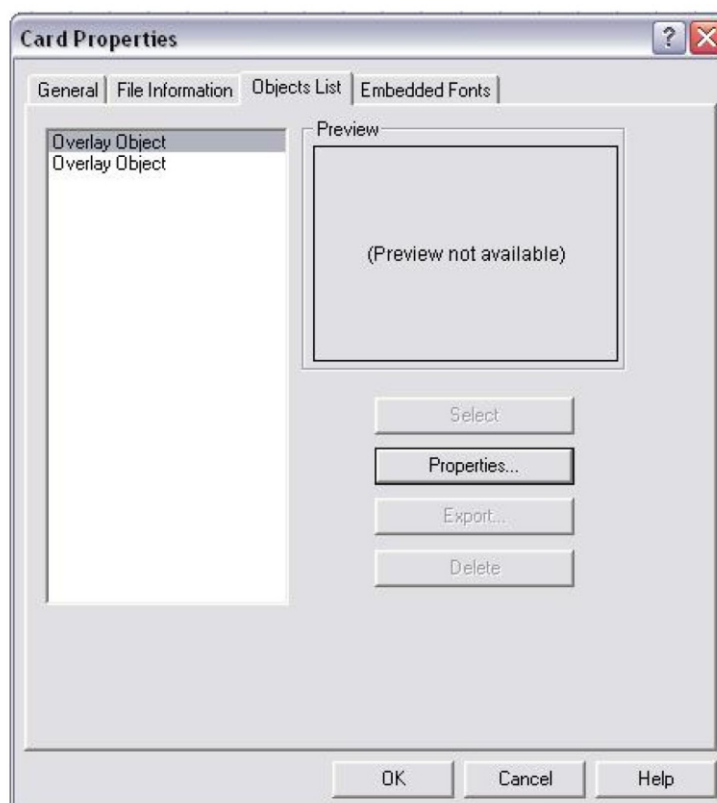 Card Properties
General File Information Objects List Embedded Fonts
Overlay Object
Overlay Object
Preview
(Preview not available)
Select
Properties...
Export...
Delete
OK Cancel Help